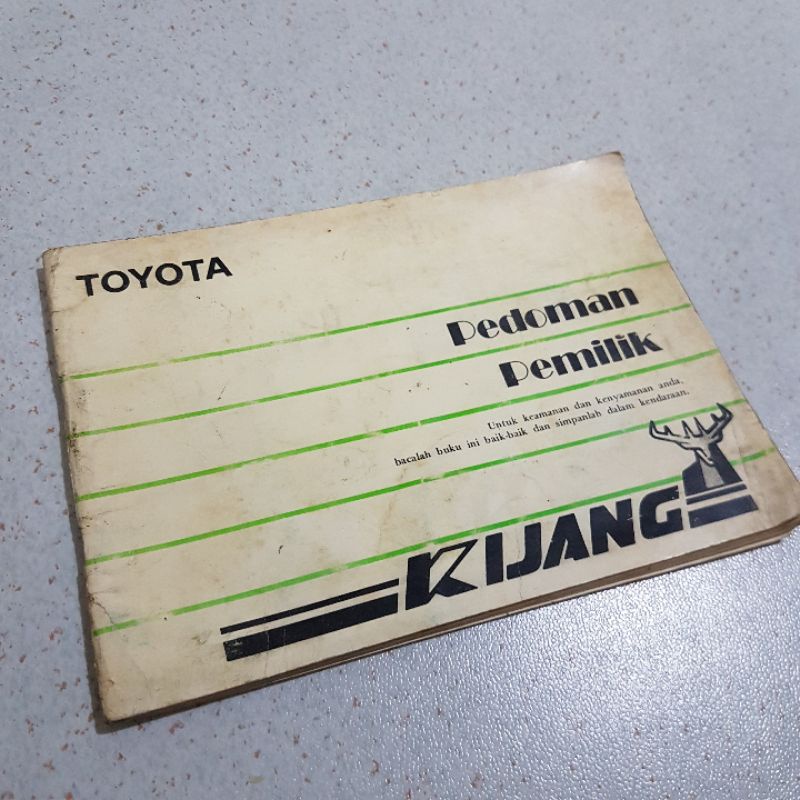 TOYOTA
Pedoman
Pemilik
Untuk keamanan dan kenyamanan anda,
bacalah buku ini baik-baik dan simpanlah dalam kendaraan.
KIJANG